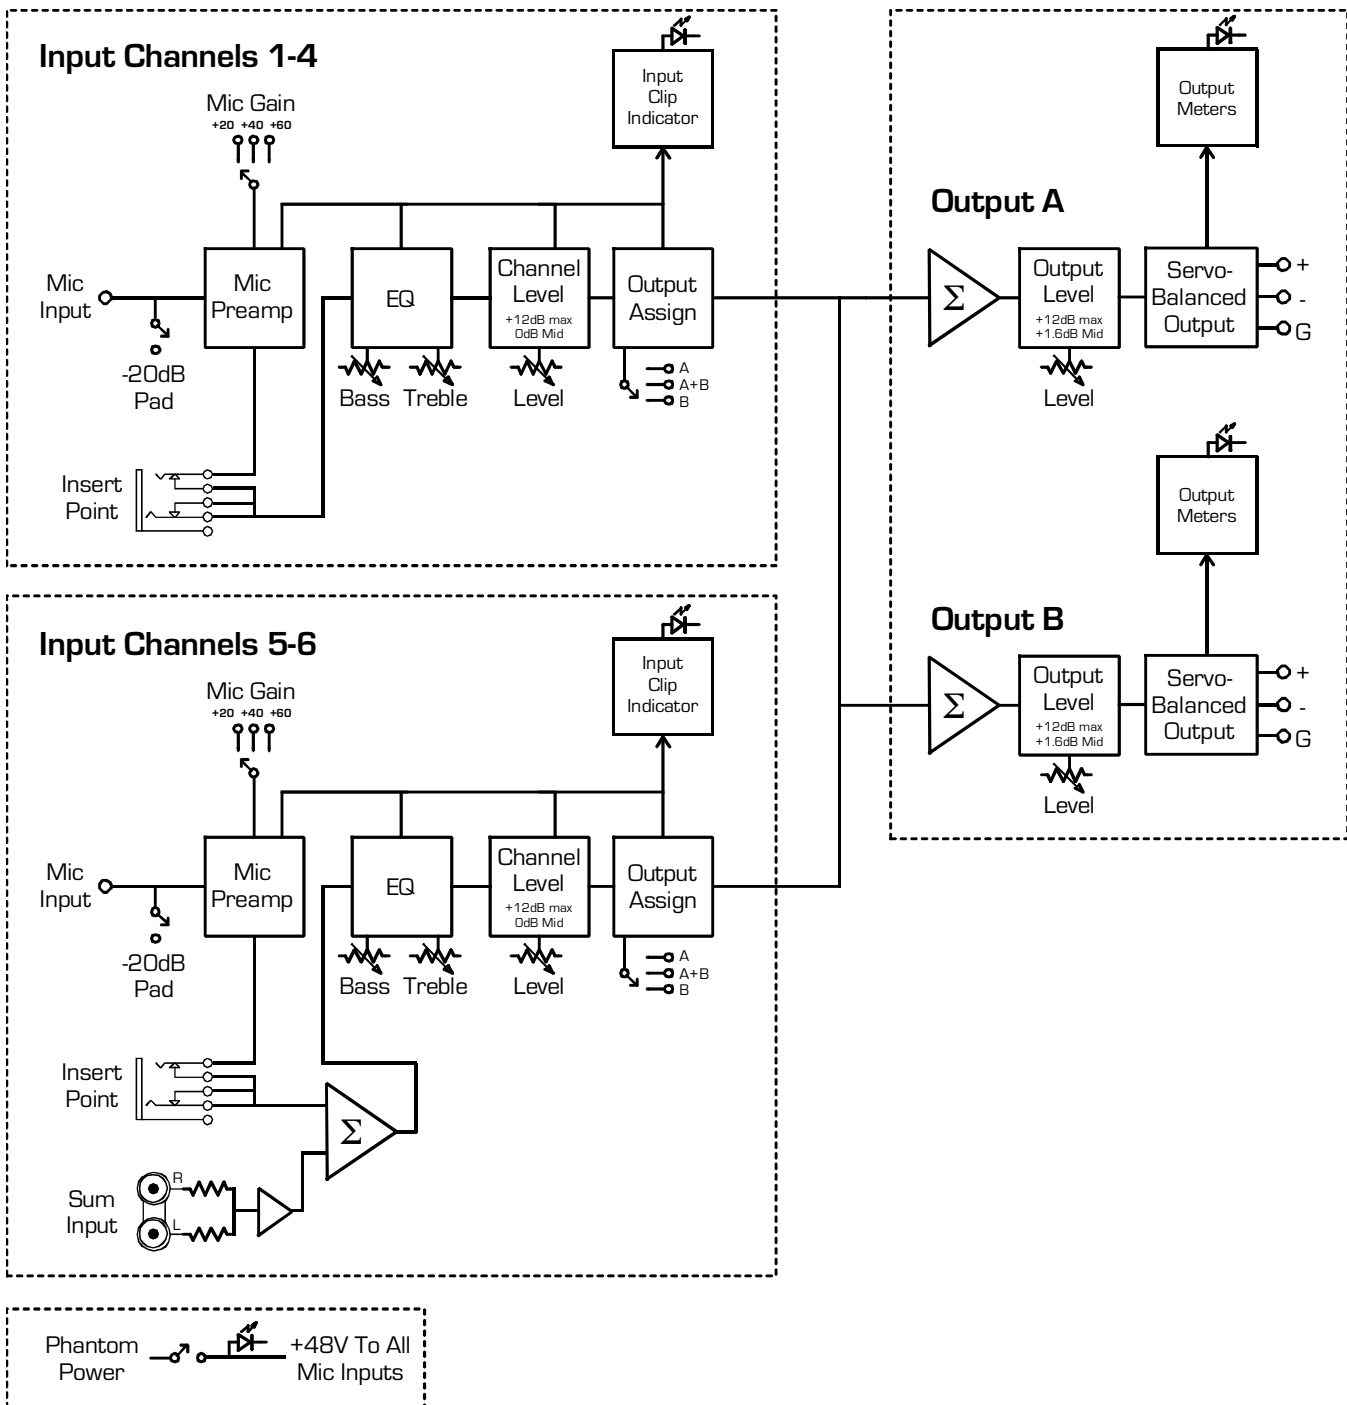 Input Channels 1-4
Mic Gain
+20 +40 +60
Input
Clip
Indicator
Mic
Input
-20dB
Pad
Mic
Preamp
EQ
Bass Treble
Channel
Level
+12dB max
0dB Mid
Level
Output
Assign
A
A+B
B
Insert
Point
Output A
Output
Meters
Σ
Output
Level
+12dB max
+1.6dB Mid
Level
Servo-
Balanced
Output
+
-
G
Output B
Output
Meters
Σ
Output
Level
+12dB max
+1.6dB Mid
Level
Servo-
Balanced
Output
+
-
G
Input Channels 5-6
Mic Gain
+20 +40 +60
Input
Clip
Indicator
Mic
Input
-20dB
Pad
Mic
Preamp
EQ
Bass Treble
Channel
Level
+12dB max
0dB Mid
Level
Output
Assign
A
A+B
B
Insert
Point
Σ
Sum
Input
R
L
Phantom
Power
+48V To All
Mic Inputs